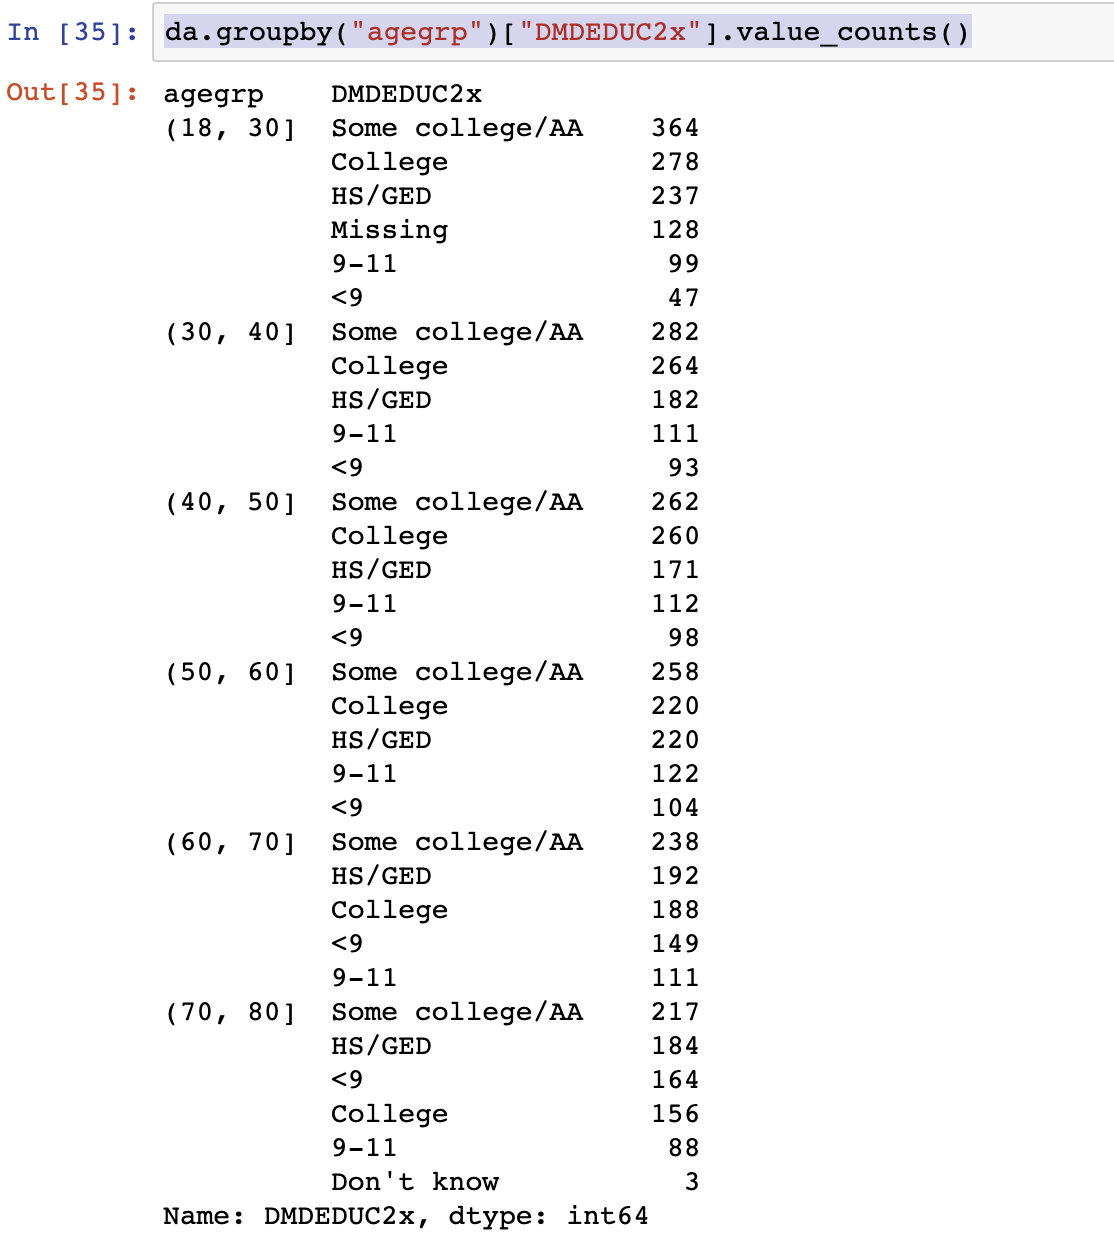 In [35]: da.groupby("agegrp")["DMDEDUC2x"].value_counts()
Out[35]: agegrp    DMDEDUC2x
(18, 30]  Some college/AA    364
College            278
HS/GED             237
Missing            128
9-11                99
<9                  47
(30, 40]  Some college/AA    282
College            264
HS/GED             182
9-11               111
<9                  93
(40, 50]  Some college/AA    262
College            260
HS/GED             171
9-11               112
<9                  98
(50, 60]  Some college/AA    258
College            220
HS/GED             220
9-11               122
<9                 104
(60, 70]  Some college/AA    238
HS/GED             192
College            188
<9                 149
9-11               111
(70, 80]  Some college/AA    217
HS/GED             184
<9                 164
College            156
9-11                88
Don't know           3
Name: DMDEDUC2x, dtype: int64